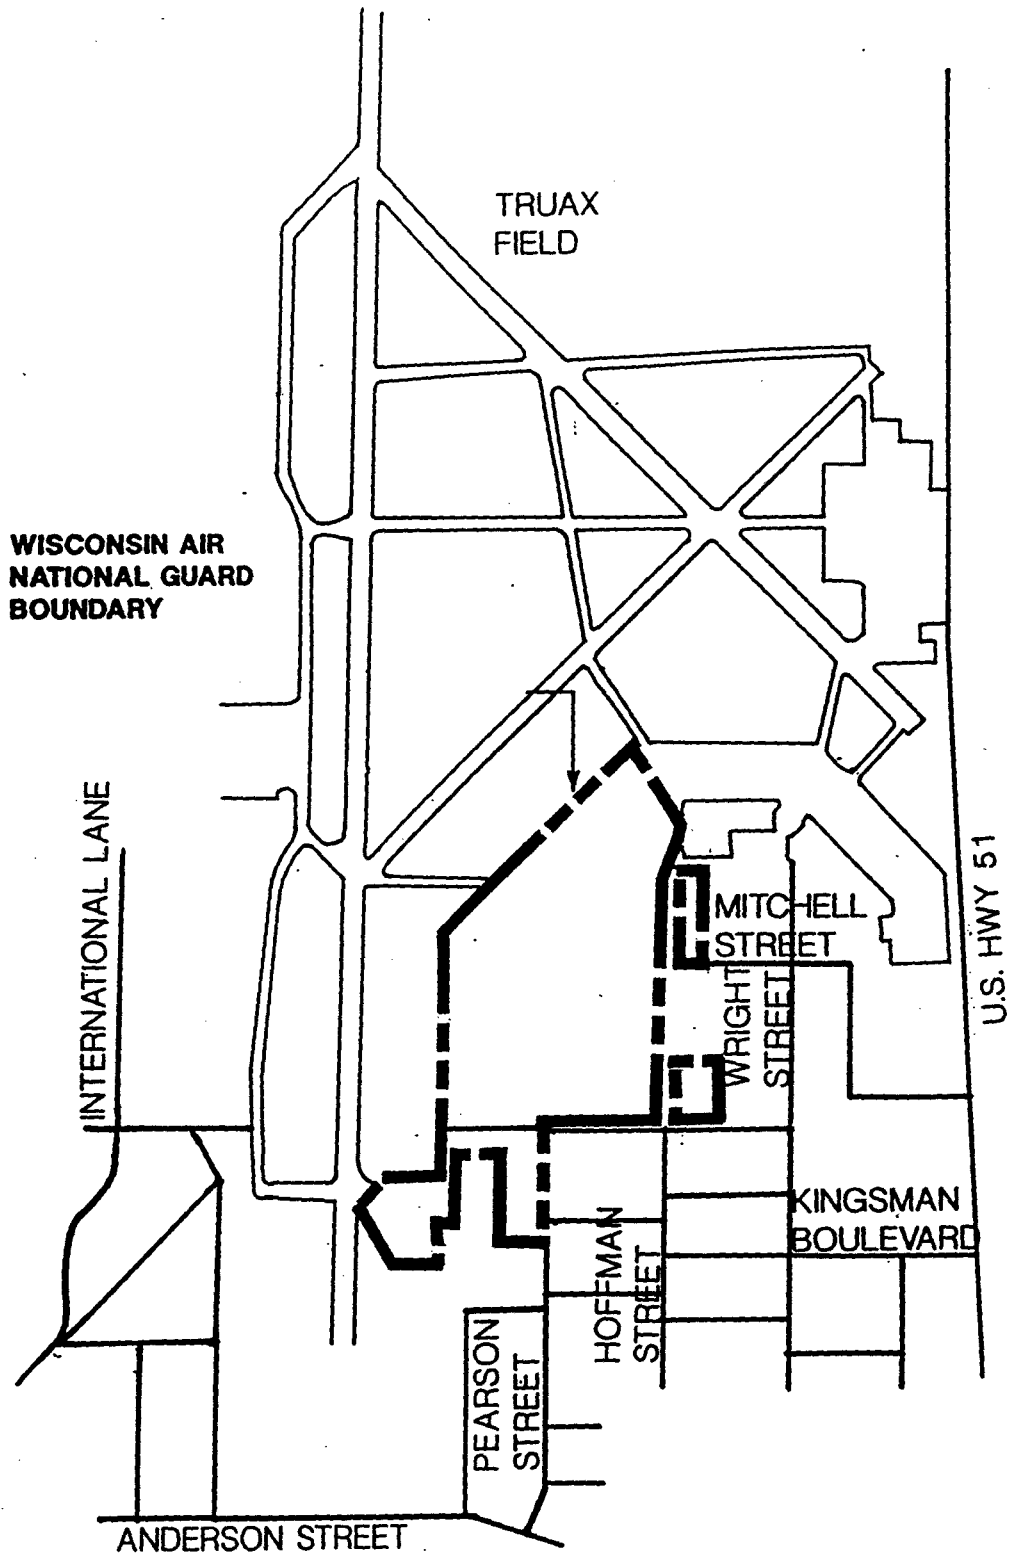 TRUAX
FIELD
WISCONSIN AIR
NATIONAL GUARD
BOUNDARY
INTERNATIONAL LANE
U.S. HWY 51
MITCHELL
STREET
WRIGHT
STREET
KINGSMAN
BOULEVARD
HOFFMAN
STREET
PEARSON
STREET
ANDERSON STREET